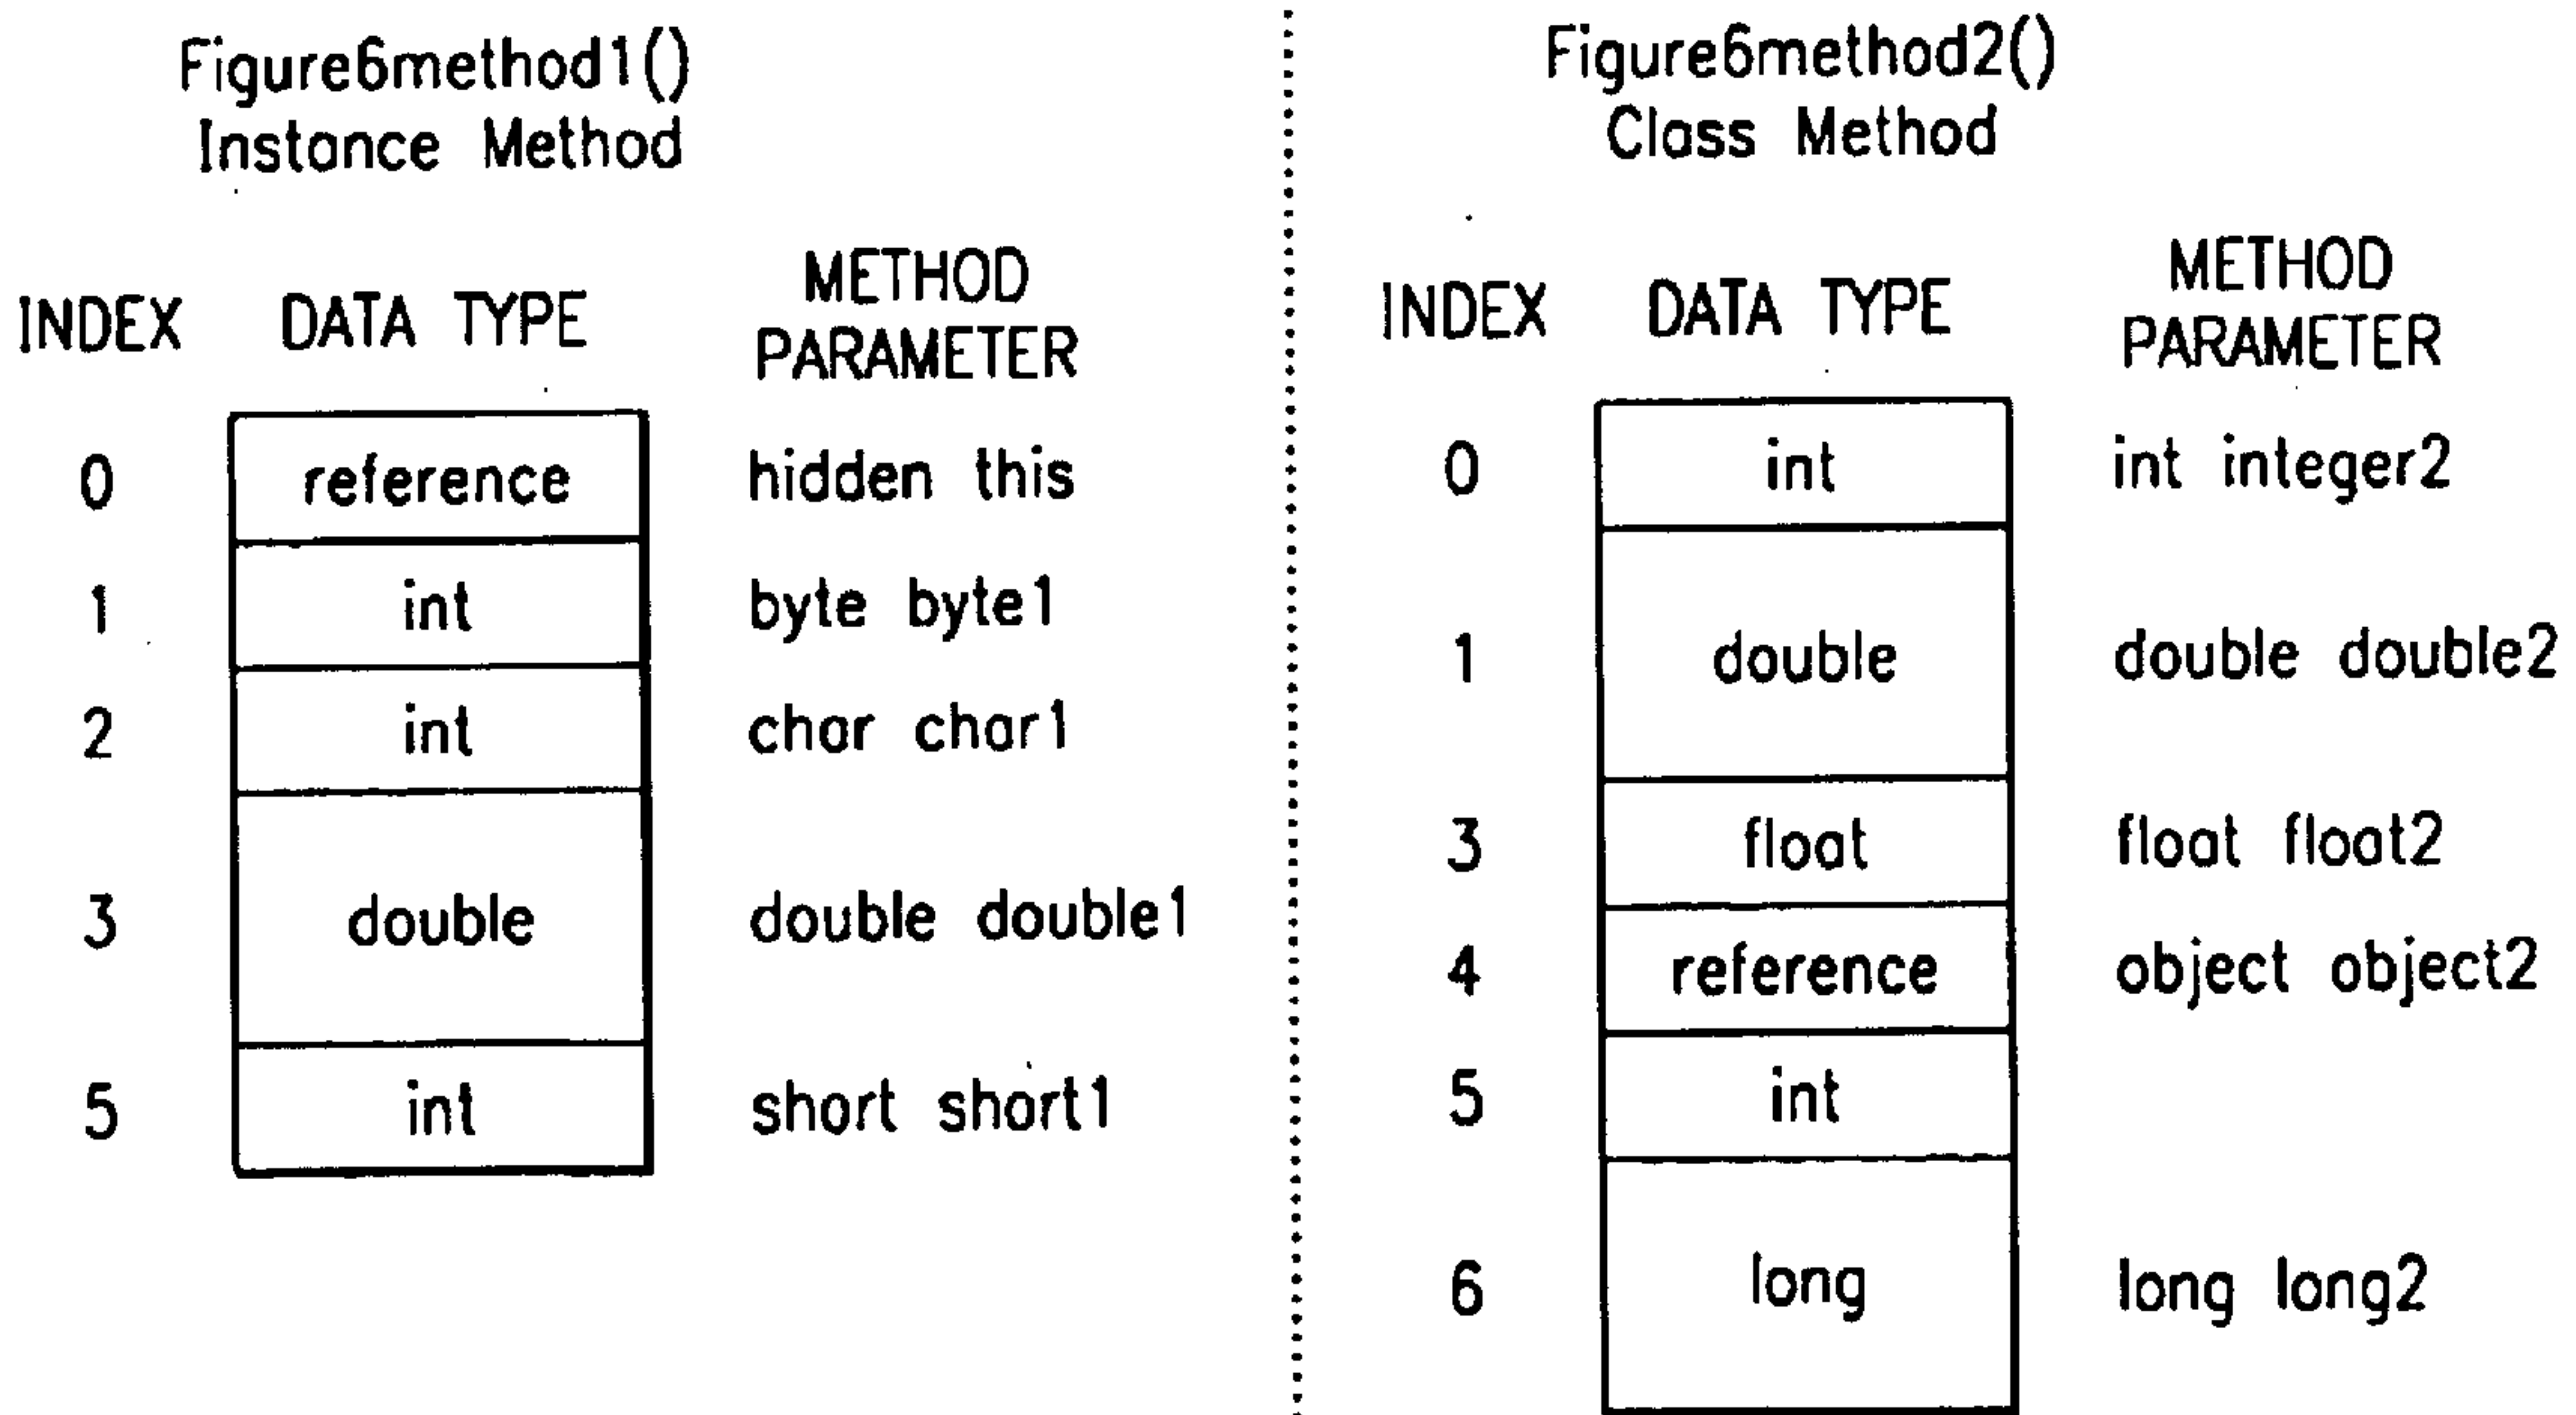 Figure6method1()
Instance Method
INDEX DATA TYPE METHOD PARAMETER
0 reference hidden this
1 int byte byte1
2 int char char1
3 double double double1
5 int short short1
Figure6method2()
Class Method
INDEX DATA TYPE METHOD PARAMETER
0 int int integer2
1 double double double2
3 float float float2
4 reference object object2
5 int
6 long long long2